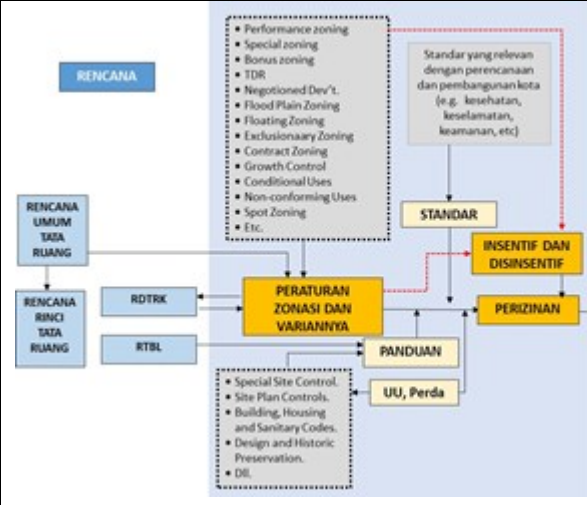 RENCANA
• Performance zoning
• Special zoning
• Bonus zoning
• TDR
• Negotioned Dev't.
• Flood Plain Zoning
• Floating Zoning
• Exclusionaary Zoning
• Contract Zoning
• Growth Control
• Conditional Uses
• Non-conforming Uses
• Spot Zoning
• Etc.
Standar yang relevan
dengan perencanaan
dan pembangunan kota
(e.g. kesehatan,
keselamatan,
keamanan, etc)
RENCANA
UMUM
TATA
RUANG
STANDAR
INSENTIF DAN
DISINSENTIF
RENCANA
RINCI
TATA
RUANG
RDTRK
PERATURAN
ZONASI DAN
VARIANNYA
PERIZINAN
RTBL
PANDUAN
• Special Site Control.
• Site Plan Controls.
• Building, Housing
and Sanitary Codes.
• Design and Historic
Preservation.
• Dll.
UU, Perda